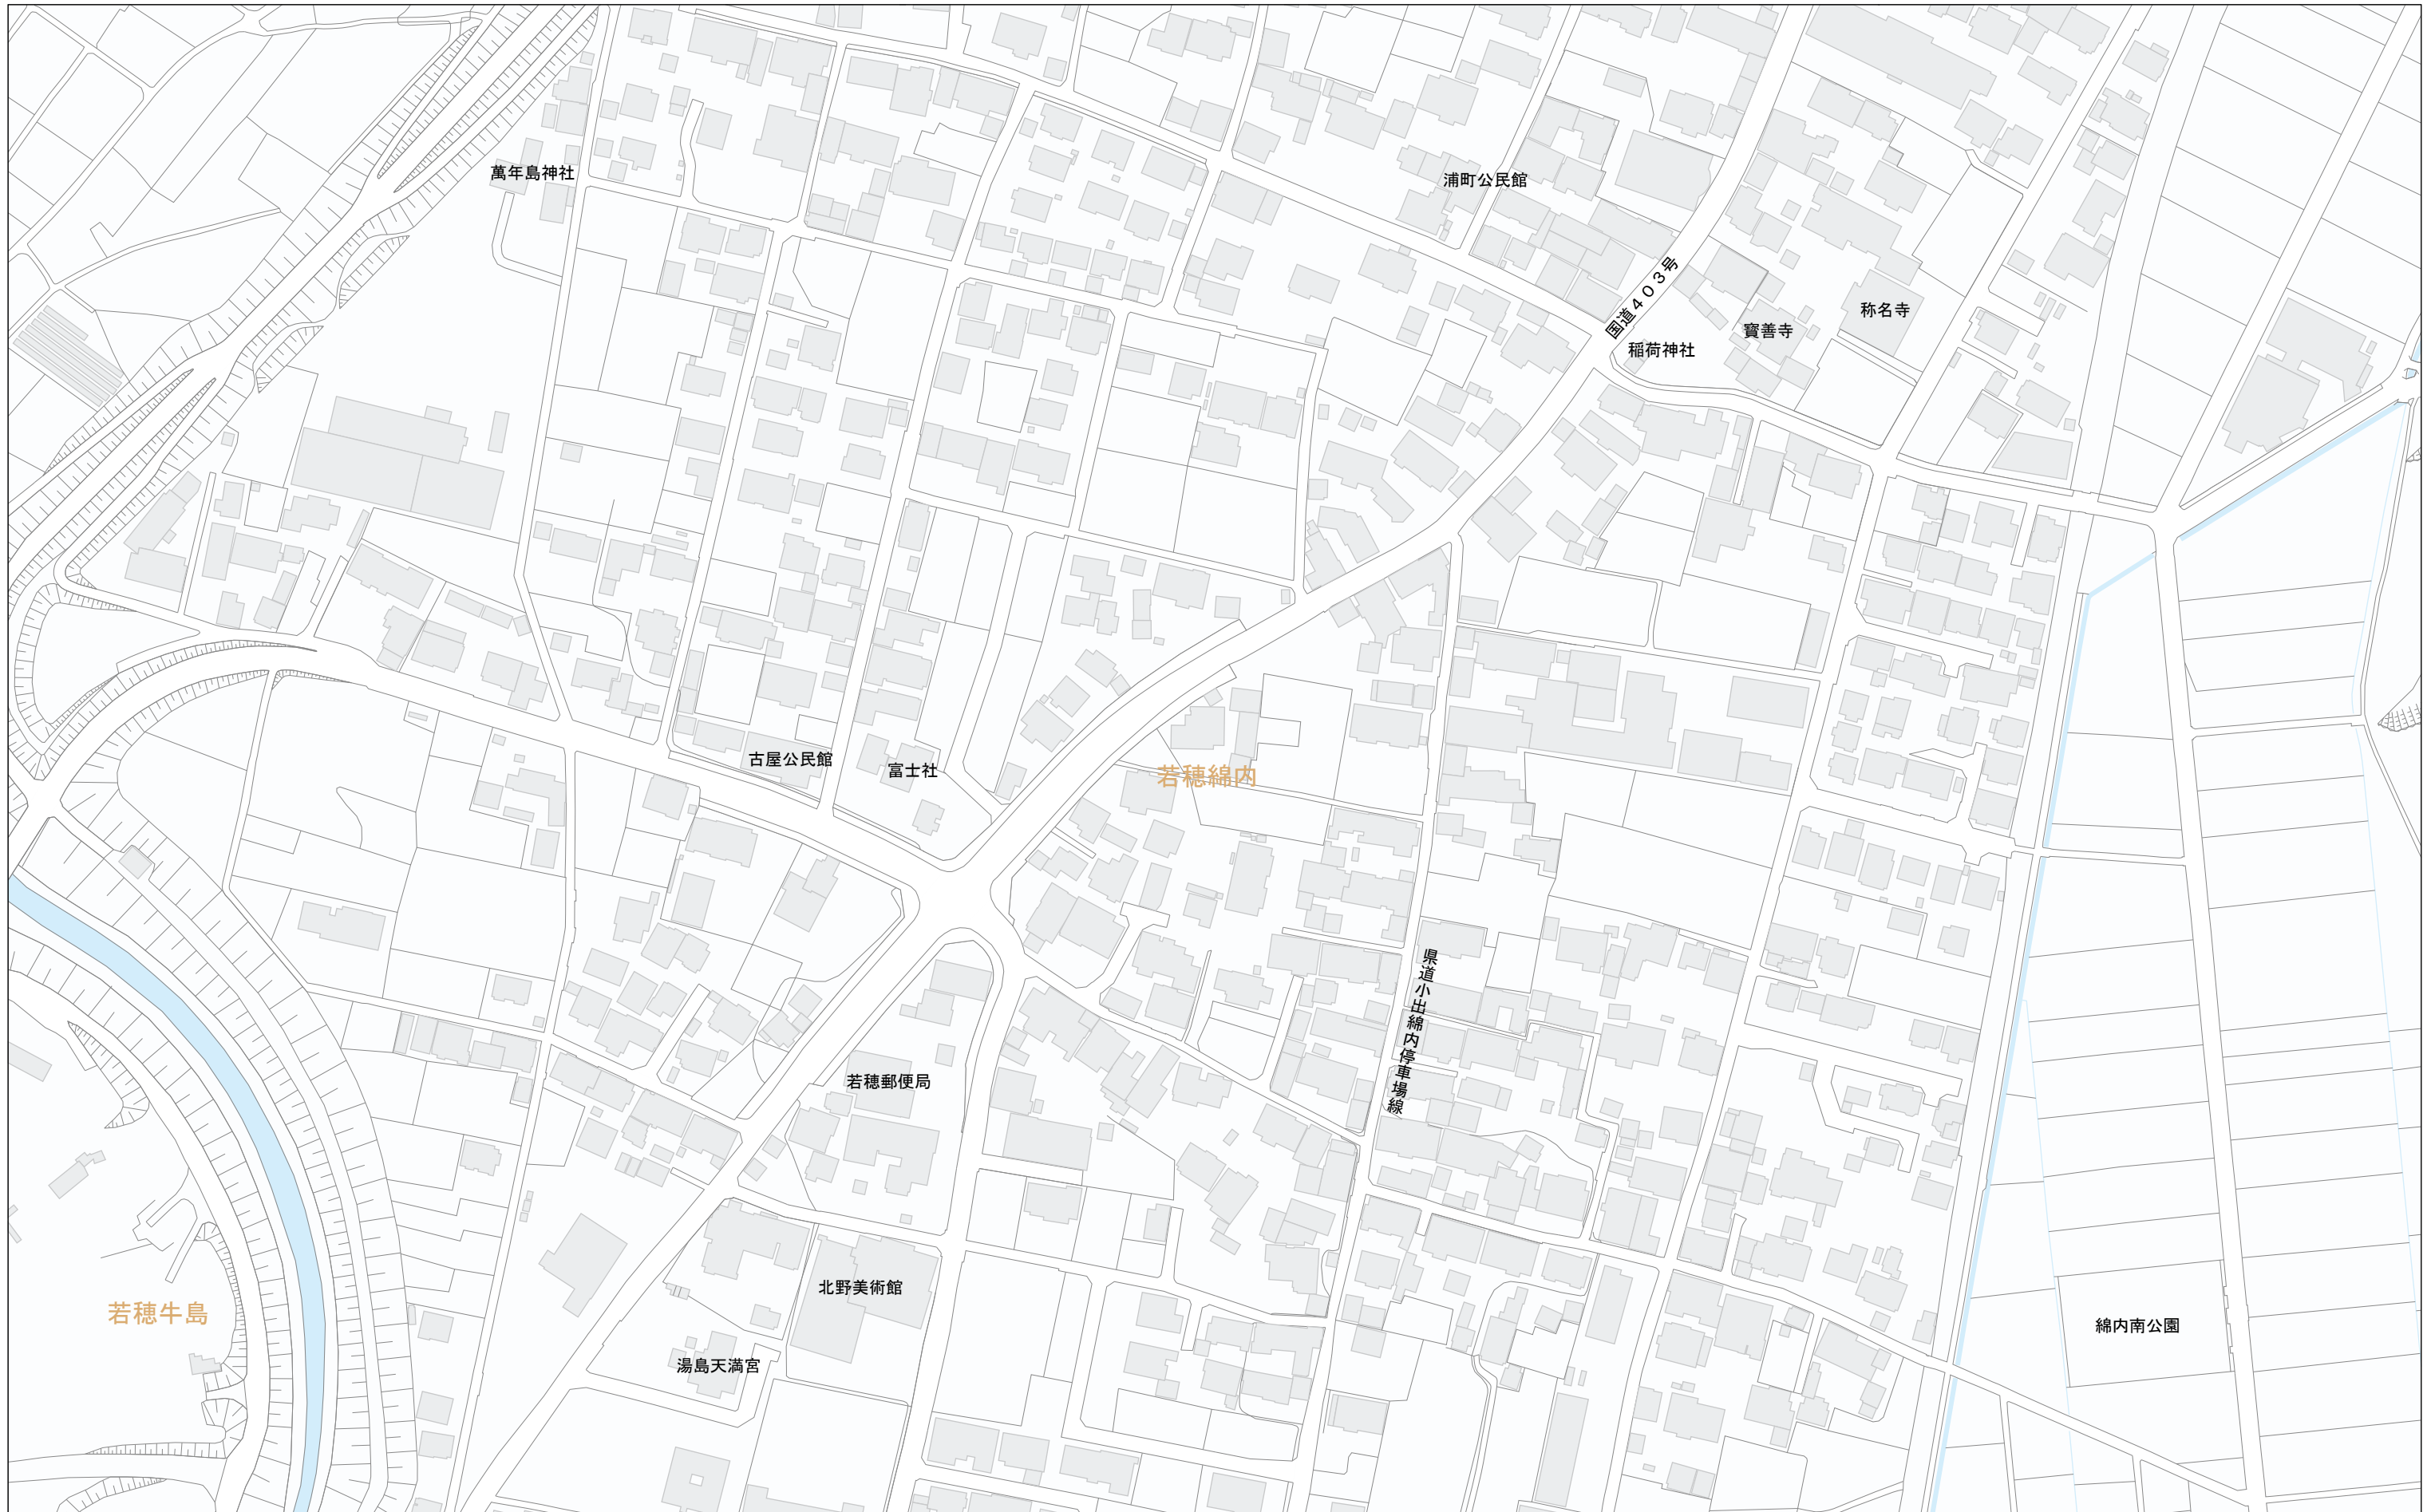 萬年島神社
浦町公民館
国道403号
称名寺
寳善寺
稲荷神社
古屋公民館
富士社
若穂綿内
県道小出綿内停車場線
若穂郵便局
北野美術館
若穂牛島
綿内南公園
湯島天満宮